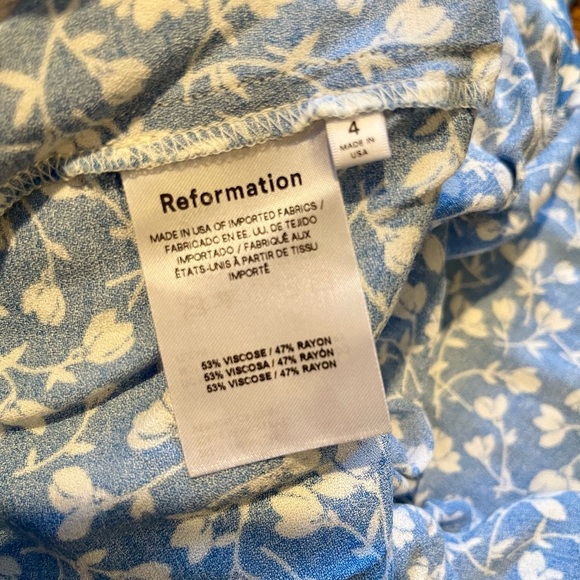 4
MADE IN
USA
Reformation
MADE IN USA OF IMPORTED FABRICS /
FABRICADO EN EE. UU. DE TEJIDO
IMPORTADO / FABRIQUÉ AUX
ÉTATS-UNIS À PARTIR DE TISSU
IMPORTÉ
53% VISCOSE / 47% RAYON
53% VISCOSA / 47% RAYÓN
53% VISCOSE / 47% RAYON